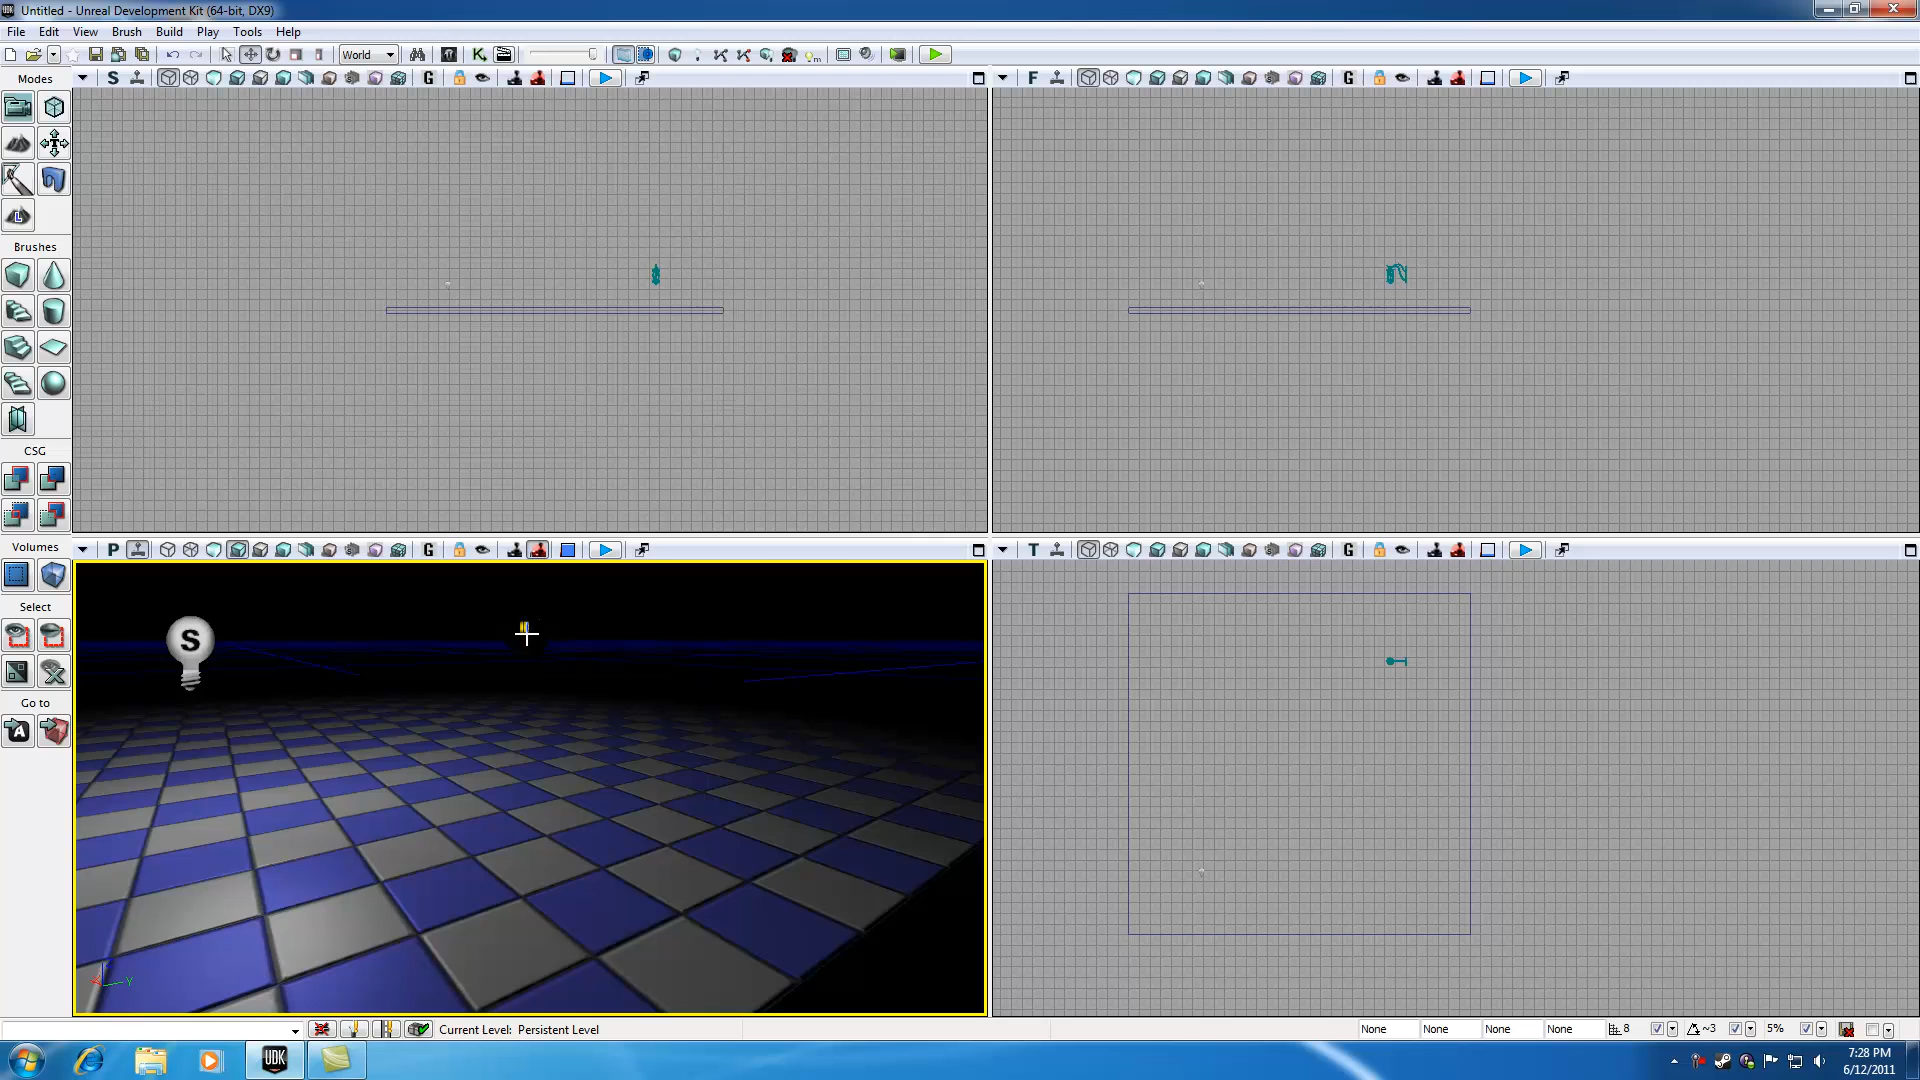 Untitled - Unreal Development Kit (64-bit, DX9)
File Edit View Brush Build Play Tools Help
World
Modes
S G
F G
L
Brushes
CSG
Volumes
P G
T G
Select
S
Go to
A
Y
Current Level: Persistent Level
None None None None 8 ~3 5%
UDK
7:28 PM
6/12/2011